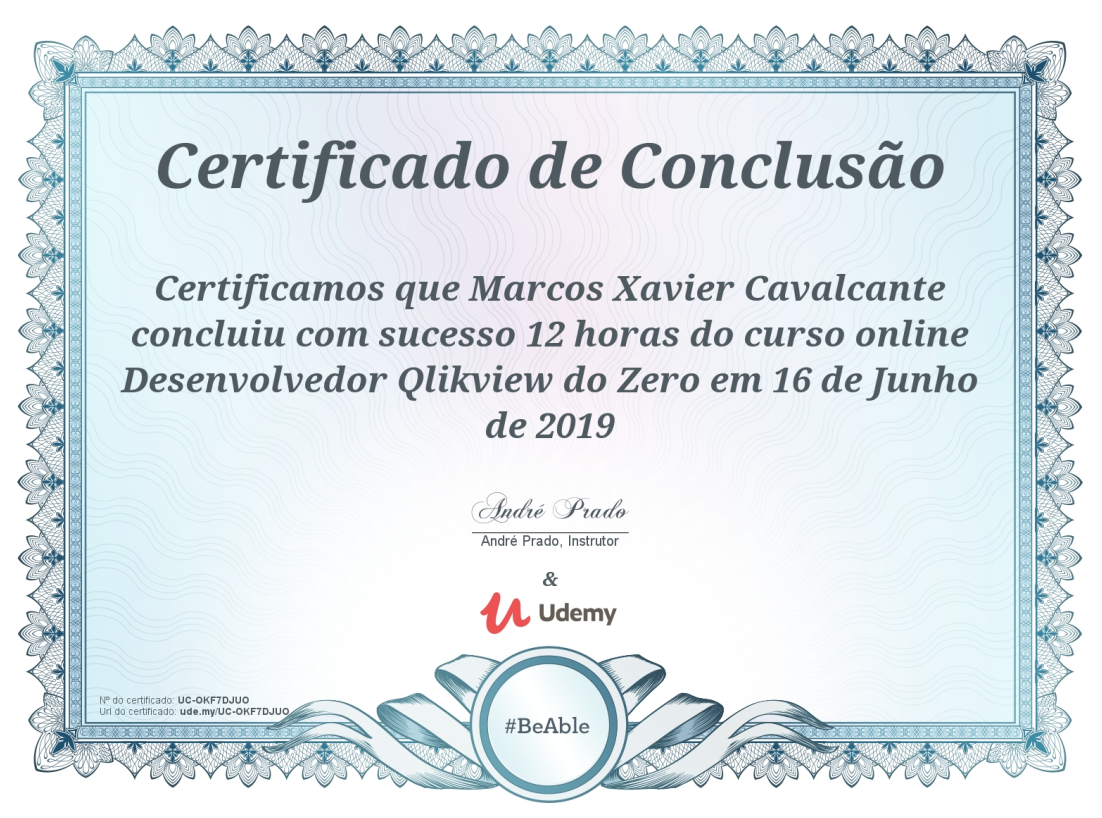 Certificado de Conclusão
Certificamos que Marcos Xavier Cavalcante
concluiu com sucesso 12 horas do curso online
Desenvolvedor Qlikview do Zero em 16 de Junho
de 2019
André Prado
André Prado, Instrutor
&
Udemy
Nº do certificado: UC-OKF7DJUO
Url do certificado: ude.my/UC-OKF7DJUO
#BeAble